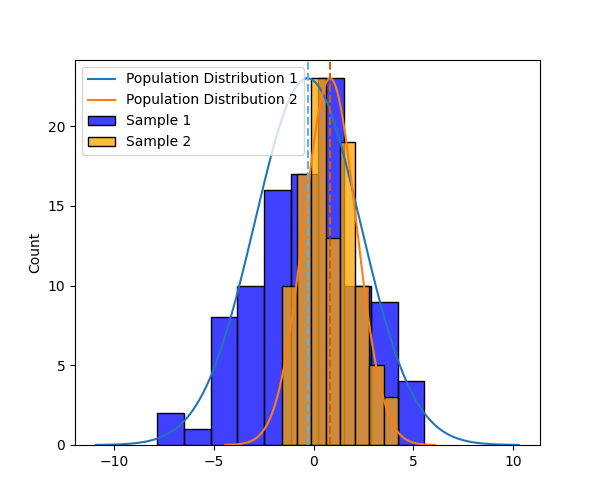 Population Distribution 1
Population Distribution 2
Sample 1
Sample 2
Count
20
15
10
5
0
−10
−5
0
5
10